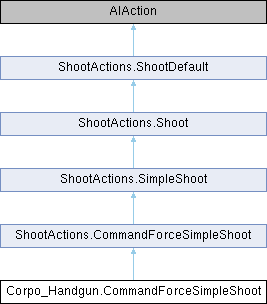 AIAction
ShootActions.ShootDefault
ShootActions.Shoot
ShootActions.SimpleShoot
ShootActions.CommandForceSimpleShoot
Corpo_Handgun.CommandForceSimpleShoot